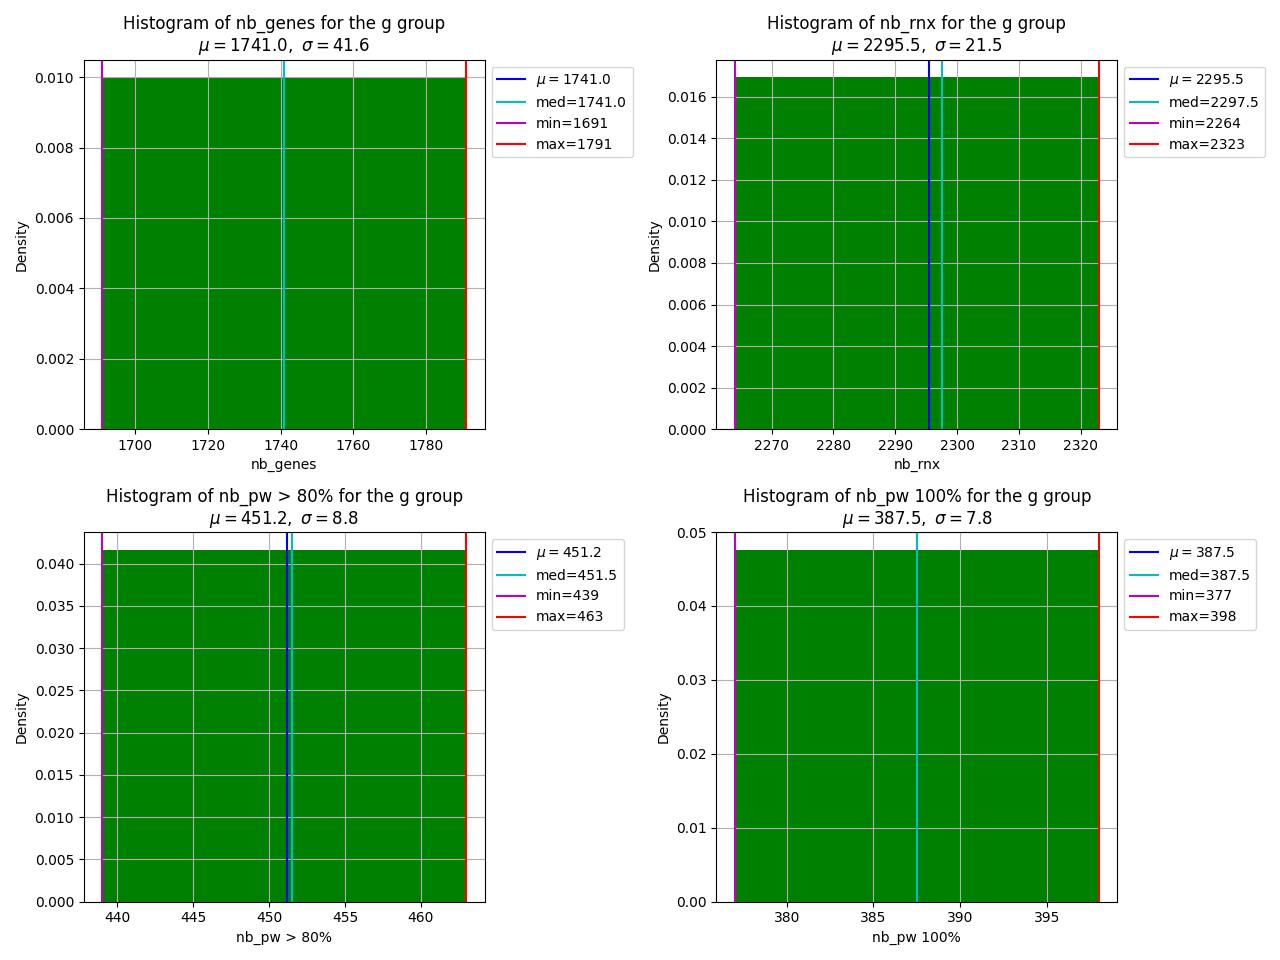 Histogram of nb_genes for the g group
μ = 1741.0, σ = 41.6
0.010
0.008
0.006
0.004
0.002
0.000
Density
1700 1720 1740 1760 1780
nb_genes
μ = 1741.0
med=1741.0
min=1691
max=1791
Histogram of nb_rnx for the g group
μ = 2295.5, σ = 21.5
0.016
0.014
0.012
0.010
0.008
0.006
0.004
0.002
0.000
Density
2270 2280 2290 2300 2310 2320
nb_rnx
μ = 2295.5
med=2297.5
min=2264
max=2323
Histogram of nb_pw > 80% for the g group
μ = 451.2, σ = 8.8
0.040
0.035
0.030
0.025
0.020
0.015
0.010
0.005
0.000
Density
440 445 450 455 460
nb_pw > 80%
μ = 451.2
med=451.5
min=439
max=463
Histogram of nb_pw 100% for the g group
μ = 387.5, σ = 7.8
0.05
0.04
0.03
0.02
0.01
0.00
Density
380 385 390 395
nb_pw 100%
μ = 387.5
med=387.5
min=377
max=398